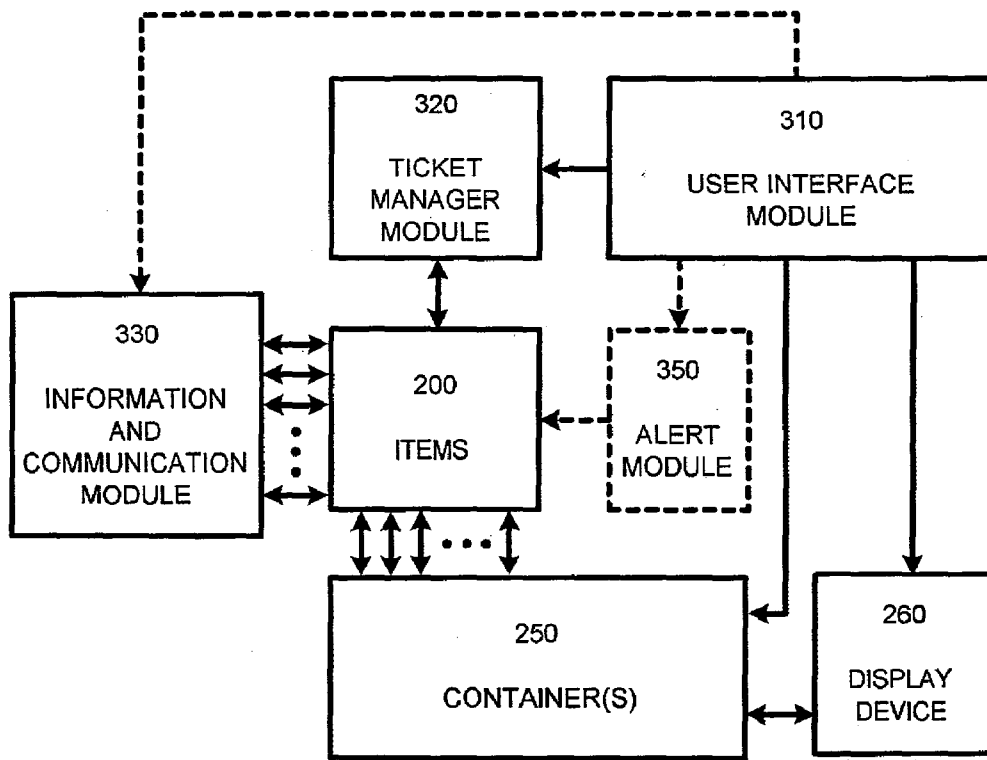 320
TICKET
MANAGER
MODULE
310
USER INTERFACE
MODULE
330
INFORMATION
AND
COMMUNICATION
MODULE
200
ITEMS
350
ALERT
MODULE
250
CONTAINER(S)
260
DISPLAY
DEVICE